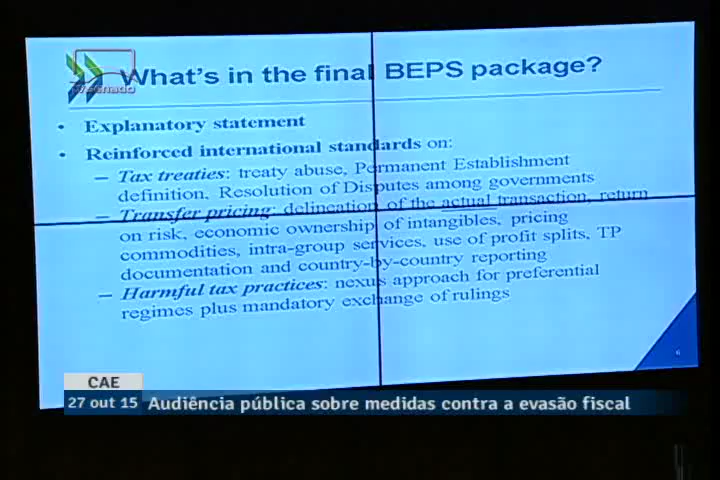 What's in the final BEPS package?
• Explanatory statement
• Reinforced international standards on:
– Tax treaties: treaty abuse, Permanent Establishment
definition, Resolution of Disputes among governments
– Transfer pricing: delineation of the actual transaction, return
on risk, economic ownership of intangibles, pricing
commodities, intra-group services, use of profit splits, TP
documentation and country-by-country reporting
– Harmful tax practices: nexus approach for preferential
regimes plus mandatory exchange of rulings
6
CAE
27 out 15 Audiência pública sobre medidas contra a evasão fiscal